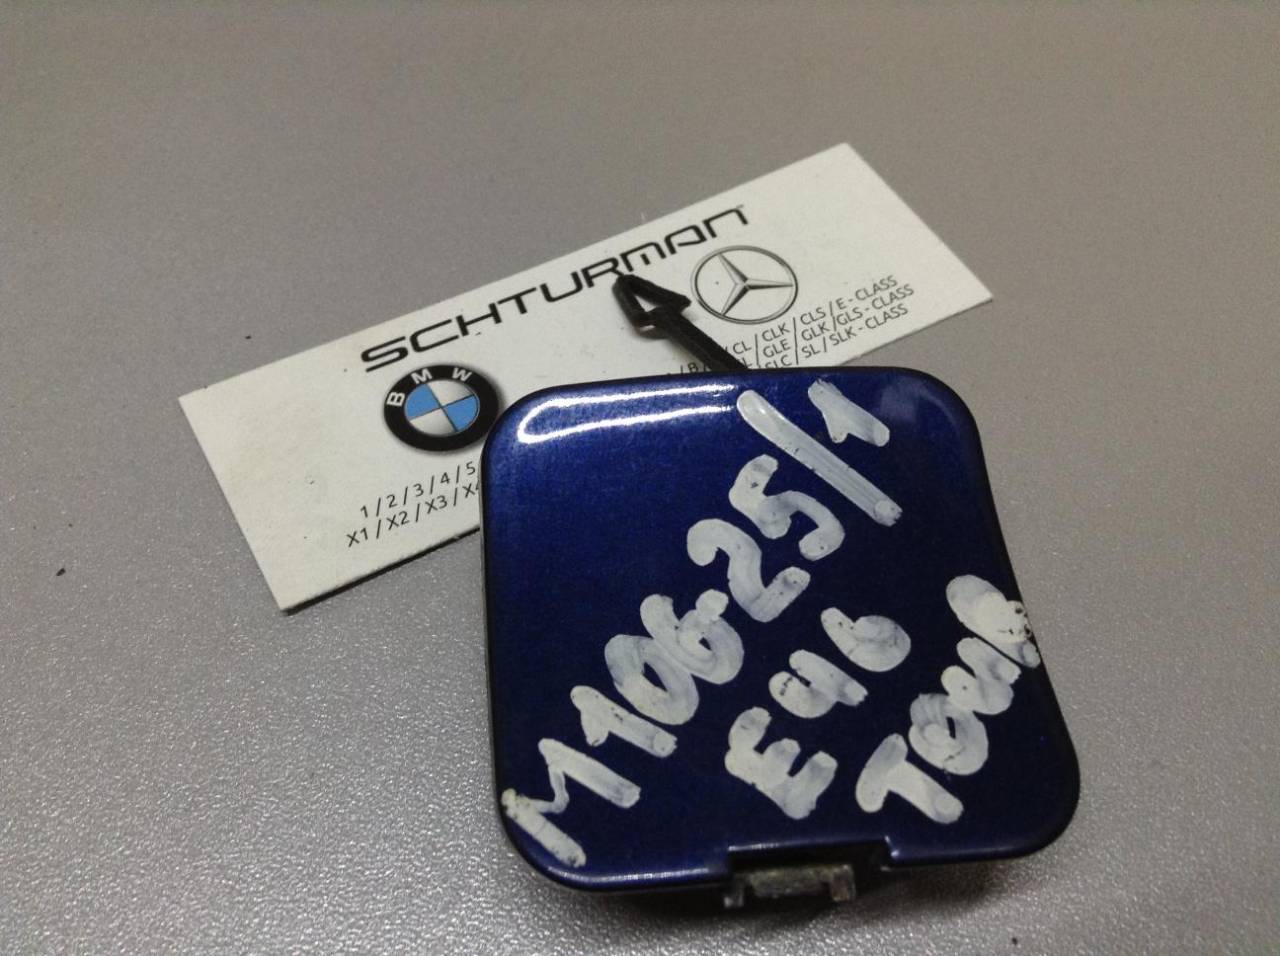 SCHTURMAN
BMW
1/2/3/4/5
X1/X2/X3/X4
CL/CLK/CLS/E-CLASS
GLE/GLK/GLS-CLASS
SLC/SL/SLK-CLASS
M106-25/1
E46
TOUR